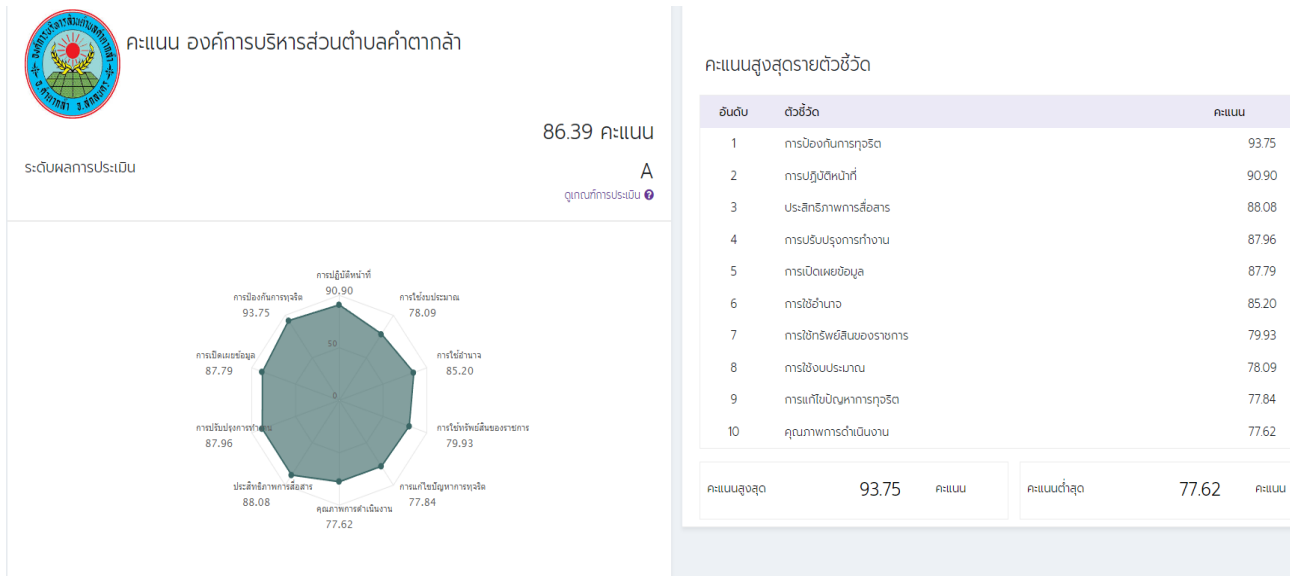 คะแนน องค์การบริหารส่วนตำบลคำตากล้า
86.39 คะแนน
ระดับผลการประเมิน
A
ดูเกณฑ์การประเมิน ?
การปฏิบัติหน้าที่
90.90
การป้องกันการทุจริต
93.75
การใช้งบประมาณ
78.09
50
การเปิดเผยข้อมูล
87.79
การใช้อำนาจ
85.20
0
การปรับปรุงการทำงาน
87.96
การใช้ทรัพย์สินของราชการ
79.93
ประสิทธิภาพการสื่อสาร
88.08
การแก้ไขปัญหาการทุจริต
77.84
คุณภาพการดำเนินงาน
77.62
คะแนนสูงสุดรายตัวชี้วัด
อันดับ ตัวชี้วัด คะแนน
1 การป้องกันการทุจริต 93.75
2 การปฏิบัติหน้าที่ 90.90
3 ประสิทธิภาพการสื่อสาร 88.08
4 การปรับปรุงการทำงาน 87.96
5 การเปิดเผยข้อมูล 87.79
6 การใช้อำนาจ 85.20
7 การใช้ทรัพย์สินของราชการ 79.93
8 การใช้งบประมาณ 78.09
9 การแก้ไขปัญหาการทุจริต 77.84
10 คุณภาพการดำเนินงาน 77.62
คะแนนสูงสุด 93.75 คะแนน
คะแนนต่ำสุด 77.62 คะแนน